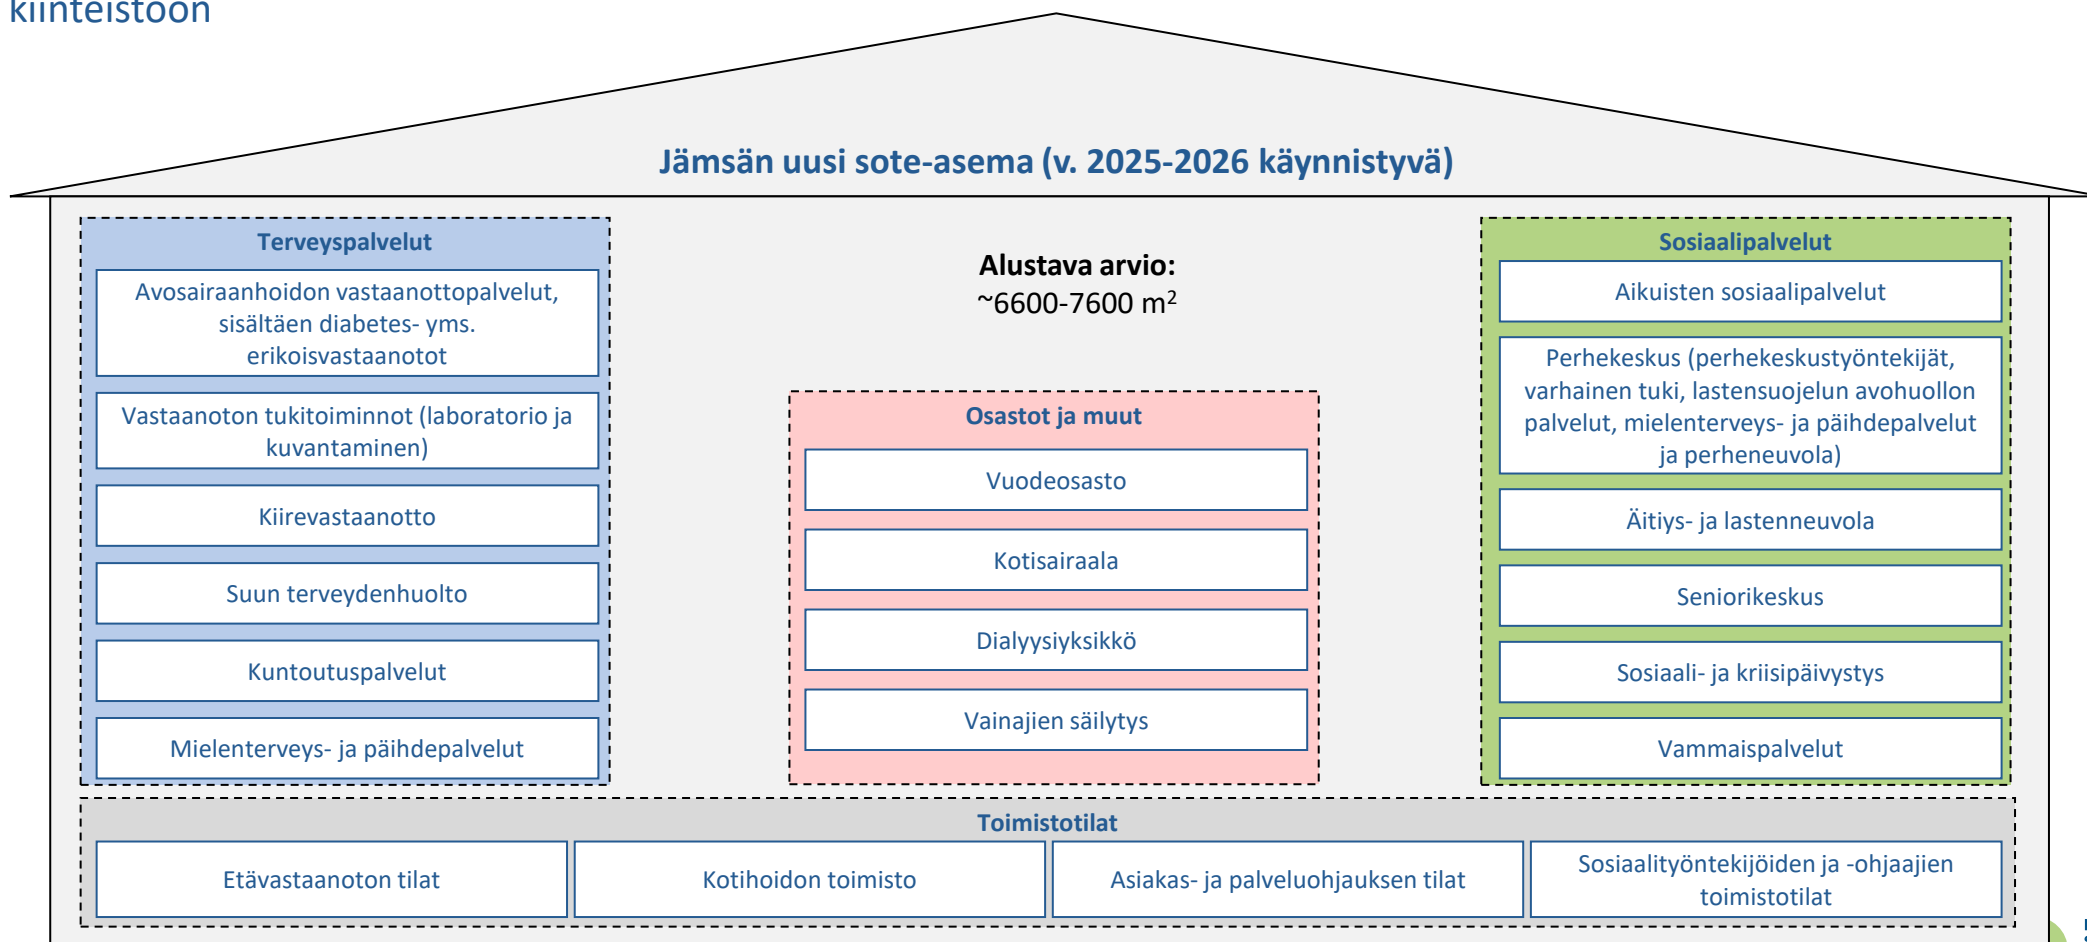 kiinteistöön
Jämsän uusi sote-asema (v. 2025-2026 käynnistyvä)
Terveyspalvelut
Avosairaanhoidon vastaanottopalvelut,
sisältäen diabetes- yms.
erikoisvastaanotot
Vastaanoton tukitoiminnot (laboratorio ja
kuvantaminen)
Kiirevastaanotto
Suun terveydenhuolto
Kuntoutuspalvelut
Mielenterveys- ja päihdepalvelut
Alustava arvio:
~6600-7600 m²
Osastot ja muut
Vuodeosasto
Kotisairaala
Dialyysiyksikkö
Vainajien säilytys
Sosiaalipalvelut
Aikuisten sosiaalipalvelut
Perhekeskus (perhekeskustyöntekijät,
varhainen tuki, lastensuojelun avohuollon
palvelut, mielenterveys- ja päihdepalvelut
ja perheneuvola)
Äitiys- ja lastenneuvola
Seniorikeskus
Sosiaali- ja kriisipäivystys
Vammaispalvelut
Toimistotilat
Etävastaanoton tilat
Kotihoidon toimisto
Asiakas- ja palveluohjauksen tilat
Sosiaalityöntekijöiden ja -ohjaajien
toimistotilat